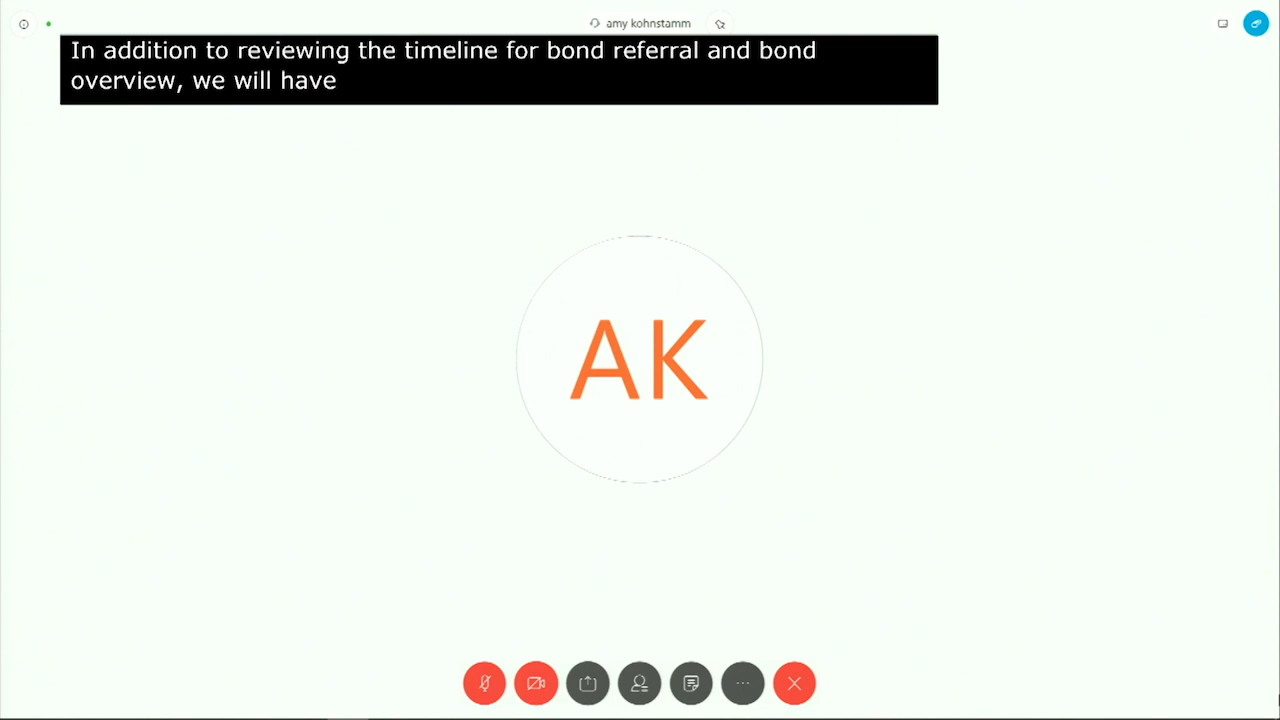 amy kohnstamm
In addition to reviewing the timeline for bond referral and bond
overview, we will have
AK